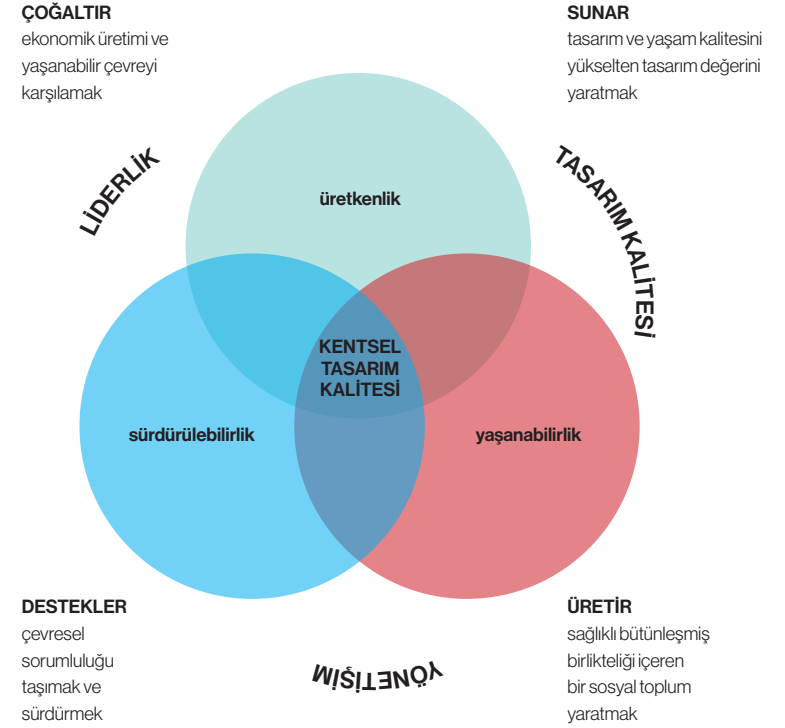 ÇOĞALTIR
ekonomik üretimi ve
yaşanabilir çevreyi
karşılamak
SUNAR
tasarım ve yaşam kalitesini
yükselten tasarım değerini
yaratmak
LİDERLİK
TASARIM KALİTESİ
üretkenlik
KENTSEL
TASARIM
KALİTESİ
sürdürülebilirlik
yaşanabilirlik
DESTEKLER
çevresel
sorumluluğu
taşımak ve
sürdürmek
YÖNETİŞİM
ÜRETİR
sağlıklı bütünleşmiş
birlikteliği içeren
bir sosyal toplum
yaratmak